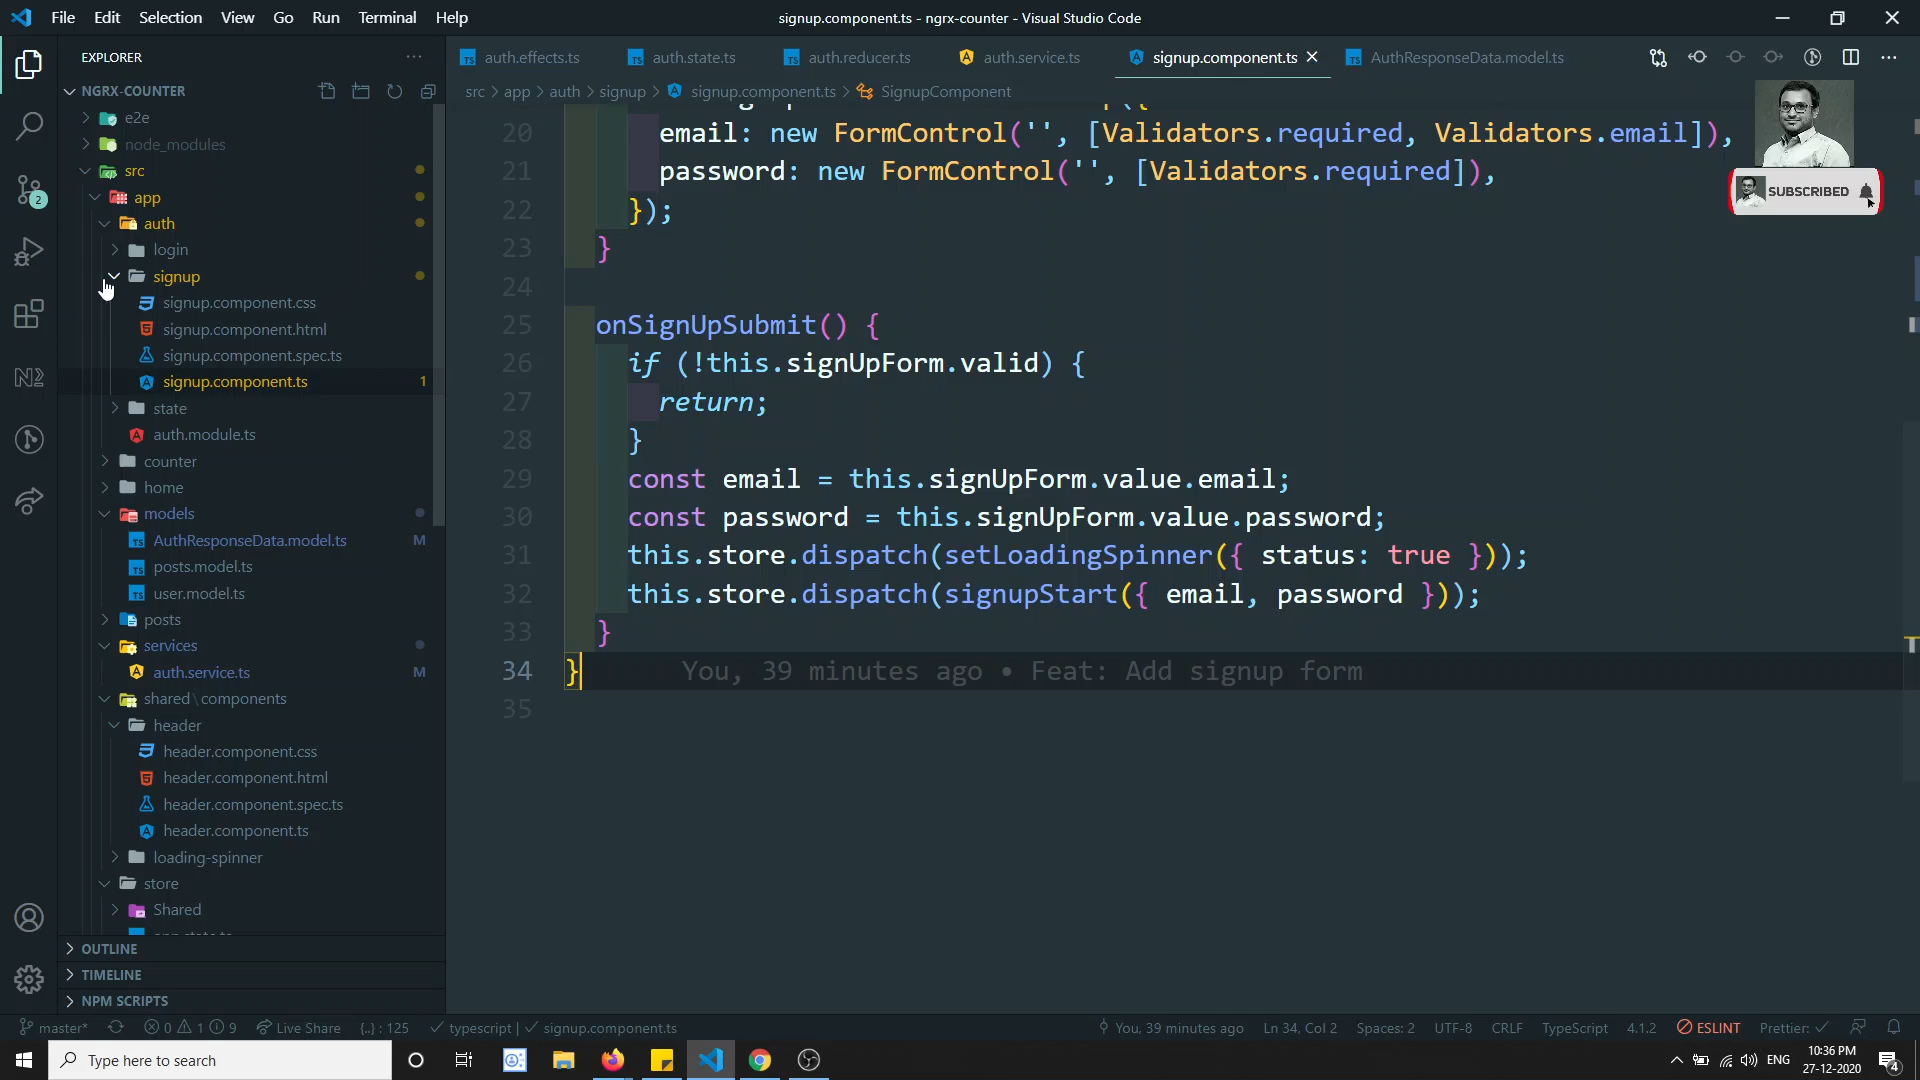 File Edit Selection View Go Run Terminal Help
signup.component.ts - ngrx-counter - Visual Studio Code
EXPLORER
auth.effects.ts auth.state.ts auth.reducer.ts auth.service.ts signup.component.ts AuthResponseData.model.ts
NGRX-COUNTER
src > app > auth > signup > signup.component.ts > SignupComponent
e2e
node_modules
src
app
auth
login
signup
signup.component.css
signup.component.html
signup.component.spec.ts
signup.component.ts 1
state
auth.module.ts
counter
home
models
AuthResponseData.model.ts M
posts.model.ts
user.model.ts
posts
services
auth.service.ts M
shared \ components
header
header.component.css
header.component.html
header.component.spec.ts
header.component.ts
loading-spinner
store
Shared
OUTLINE
TIMELINE
NPM SCRIPTS
2
20 email: new FormControl('', [Validators.required, Validators.email]),
21 password: new FormControl('', [Validators.required]),
22 });
23 }
24
25 onSignUpSubmit() {
26 if (!this.signUpForm.valid) {
27 return;
28 }
29 const email = this.signUpForm.value.email;
30 const password = this.signUpForm.value.password;
31 this.store.dispatch(setLoadingSpinner({ status: true }));
32 this.store.dispatch(signupStart({ email, password }));
33 }
34 } You, 39 minutes ago • Feat: Add signup form
35
SUBSCRIBED
master* 0 1 9 Live Share {..} : 125 typescript | signup.component.ts You, 39 minutes ago Ln 34, Col 2 Spaces: 2 UTF-8 CRLF TypeScript 4.1.2 ESLINT Prettier:
Type here to search
ENG
10:36 PM
27-12-2020
4